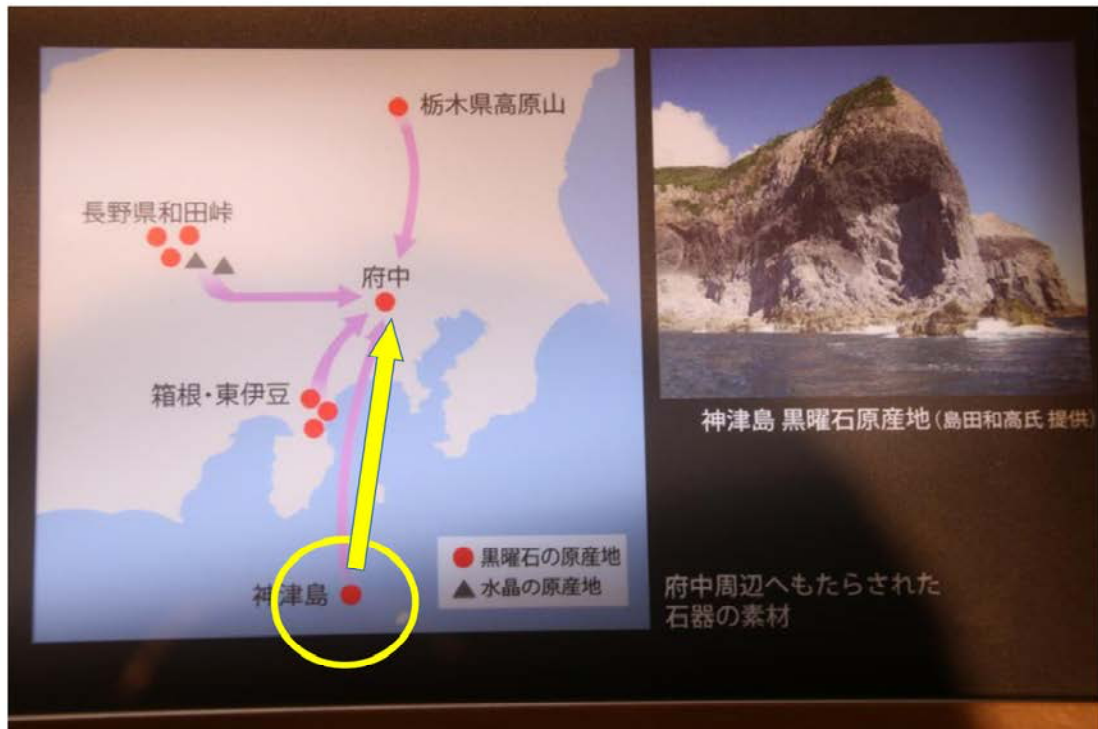 栃木県高原山
長野県和田峠
府中
箱根・東伊豆
神津島
黒曜石の原産地
水晶の原産地
神津島 黒曜石原産地(島田和高氏 提供)
府中周辺へもたらされた
石器の素材